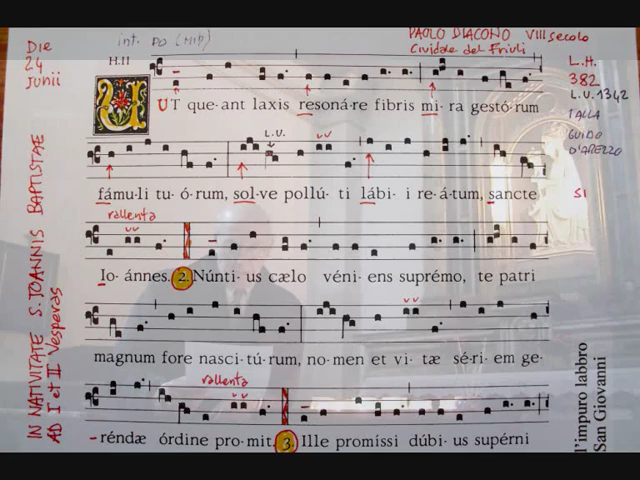 Die
24
Junii
int. DO (MIP)
H.II
PAOLO DIACONO VIII secolo
Cividale del Friuli
L.H.
382
L.U. 1342
TALLA
GUIDO
D'AREZZO
UT que-ant laxis resoná-re fibris mi-ra gestó-rum
L.U.
fámu-li tu-ó-rum, sol-ve pollú-ti lábi-i re-á-tum, sancte
SI
rallenta
Io-ánnes. 2. Núnti-us cælo véni-ens suprémo, te patri
magnum fore nasci-tú-rum, no-men et vi-tæ sé-ri-em ge-
rallenta
-réndæ órdine pro-mit. 3. Ille promíssi dúbi-us supérni
IN NATIVITATE S. JOANNIS BAPTISTAE
AD I et II Vesperas
l'impuro labbro
San Giovanni